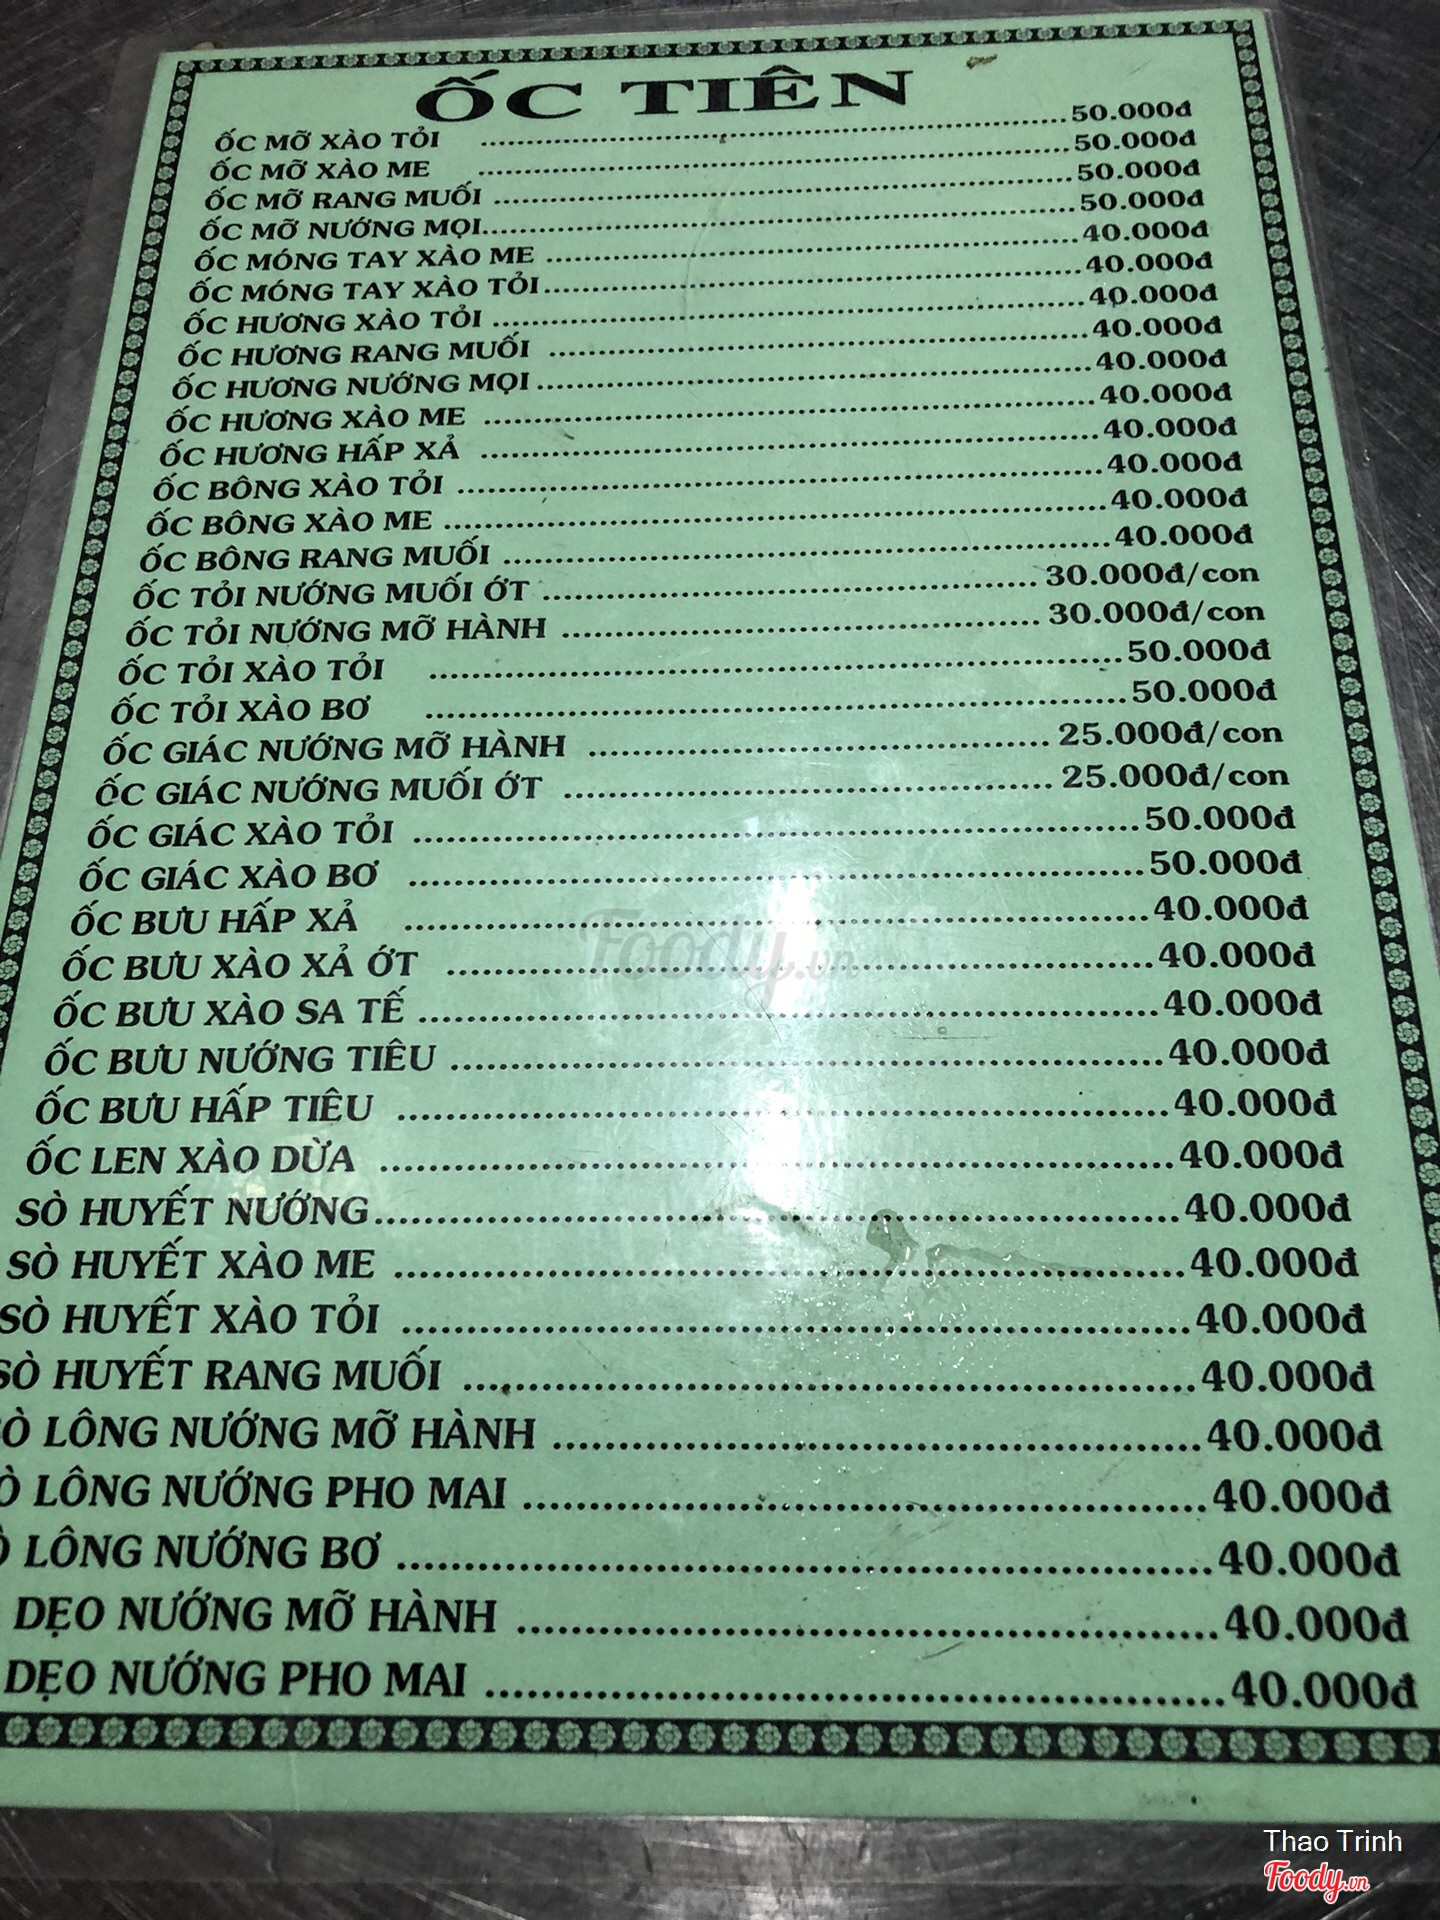 ỐC TIÊN
ỐC MỠ XÀO TỎI ..... 50.000đ
ỐC MỠ XÀO ME ..... 50.000đ
ỐC MỠ RANG MUỐI ..... 50.000đ
ỐC MỠ NƯỚNG MỌI ..... 50.000đ
ỐC MÓNG TAY XÀO ME ..... 40.000đ
ỐC MÓNG TAY XÀO TỎI ..... 40.000đ
ỐC HƯƠNG XÀO TỎI ..... 40.000đ
ỐC HƯƠNG RANG MUỐI ..... 40.000đ
ỐC HƯƠNG NƯỚNG MỌI ..... 40.000đ
ỐC HƯƠNG XÀO ME ..... 40.000đ
ỐC HƯƠNG HẤP XẢ ..... 40.000đ
ỐC BÔNG XÀO TỎI ..... 40.000đ
ỐC BÔNG XÀO ME ..... 40.000đ
ỐC BÔNG RANG MUỐI ..... 40.000đ
ỐC TỎI NƯỚNG MUỐI ỚT ..... 30.000đ/con
ỐC TỎI NƯỚNG MỠ HÀNH ..... 30.000đ/con
ỐC TỎI XÀO TỎI ..... 50.000đ
ỐC TỎI XÀO BƠ ..... 50.000đ
ỐC GIÁC NƯỚNG MỠ HÀNH ..... 25.000đ/con
ỐC GIÁC NƯỚNG MUỐI ỚT ..... 25.000đ/con
ỐC GIÁC XÀO TỎI ..... 50.000đ
ỐC GIÁC XÀO BƠ ..... 50.000đ
ỐC BƯU HẤP XẢ ..... 40.000đ
ỐC BƯU XÀO XẢ ỚT ..... 40.000đ
ỐC BƯU XÀO SA TẾ ..... 40.000đ
ỐC BƯU NƯỚNG TIÊU ..... 40.000đ
ỐC BƯU HẤP TIÊU ..... 40.000đ
ỐC LEN XÀO DỪA ..... 40.000đ
SÒ HUYẾT NƯỚNG ..... 40.000đ
SÒ HUYẾT XÀO ME ..... 40.000đ
SÒ HUYẾT XÀO TỎI ..... 40.000đ
SÒ HUYẾT RANG MUỐI ..... 40.000đ
Ò LÔNG NƯỚNG MỠ HÀNH ..... 40.000đ
Ò LÔNG NƯỚNG PHO MAI ..... 40.000đ
Ò LÔNG NƯỚNG BƠ ..... 40.000đ
DẸO NƯỚNG MỠ HÀNH ..... 40.000đ
DẸO NƯỚNG PHO MAI ..... 40.000đ
Foody.vn
Thao Trinh
Foody.vn